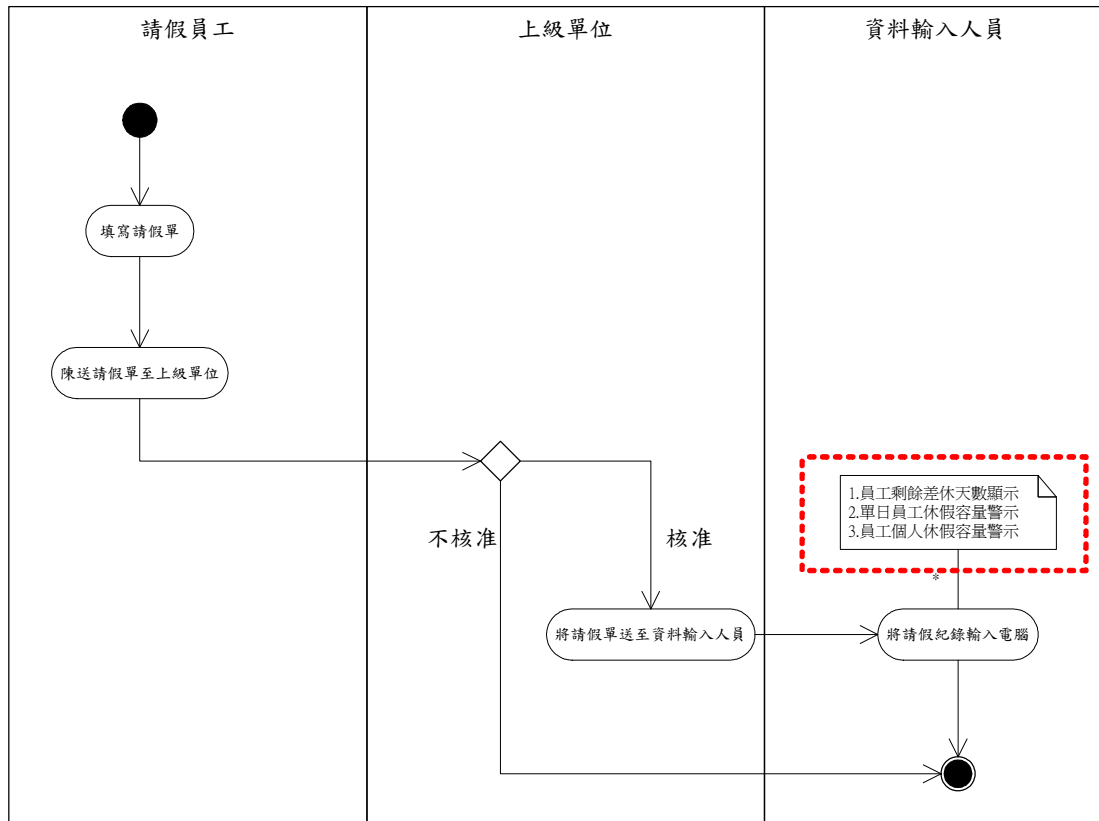 請假員工
上級單位
資料輸入人員
填寫請假單
陳送請假單至上級單位
不核准
核准
1.員工剩餘差休天數顯示
2.單日員工休假容量警示
3.員工個人休假容量警示
*
將請假單送至資料輸入人員
將請假紀錄輸入電腦